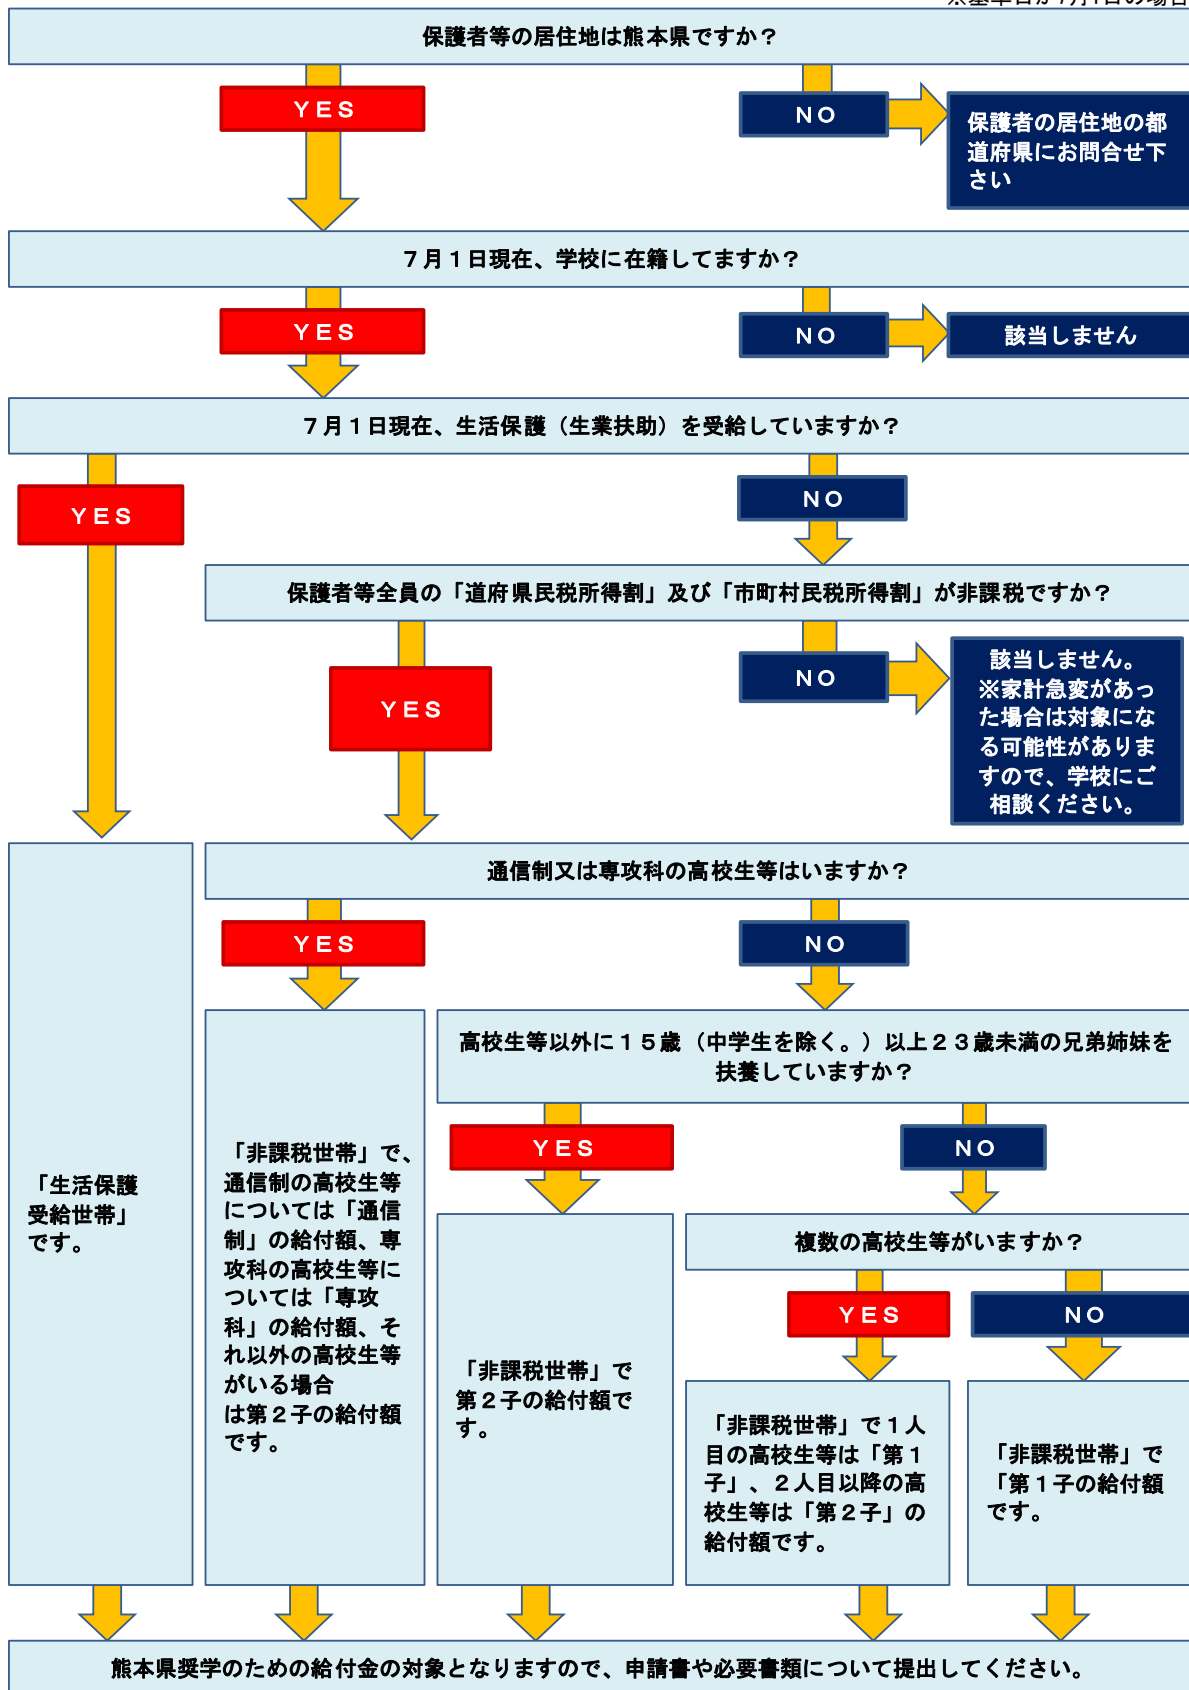 ※基準日が7月1日の場合
保護者等の居住地は熊本県ですか？
ＹＥＳ
ＮＯ
保護者の居住地の都
道府県にお問合せ下
さい
７月１日現在、学校に在籍してますか？
ＹＥＳ
ＮＯ
該当しません
７月１日現在、生活保護（生業扶助）を受給していますか？
ＹＥＳ
ＮＯ
保護者等全員の「道府県民税所得割」及び「市町村民税所得割」が非課税ですか？
ＹＥＳ
ＮＯ
該当しません。
※家計急変があっ
た場合は対象にな
る可能性がありま
すので、学校にご
相談ください。
通信制又は専攻科の高校生等はいますか？
ＹＥＳ
ＮＯ
高校生等以外に１５歳（中学生を除く。）以上２３歳未満の兄弟姉妹を
扶養していますか？
ＹＥＳ
ＮＯ
複数の高校生等がいますか？
ＹＥＳ
ＮＯ
「生活保護
受給世帯」
です。
「非課税世帯」で、
通信制の高校生等
については「通信
制」の給付額、専
攻科の高校生等に
ついては「専攻
科」の給付額、そ
れ以外の高校生等
がいる場合
は第２子の給付額
です。
「非課税世帯」で
第２子の給付額で
す。
「非課税世帯」で１人
目の高校生等は「第１
子」、２人目以降の高
校生等は「第２子」の
給付額です。
「非課税世帯」で
「第１子の給付額
です。
熊本県奨学のための給付金の対象となりますので、申請書や必要書類について提出してください。